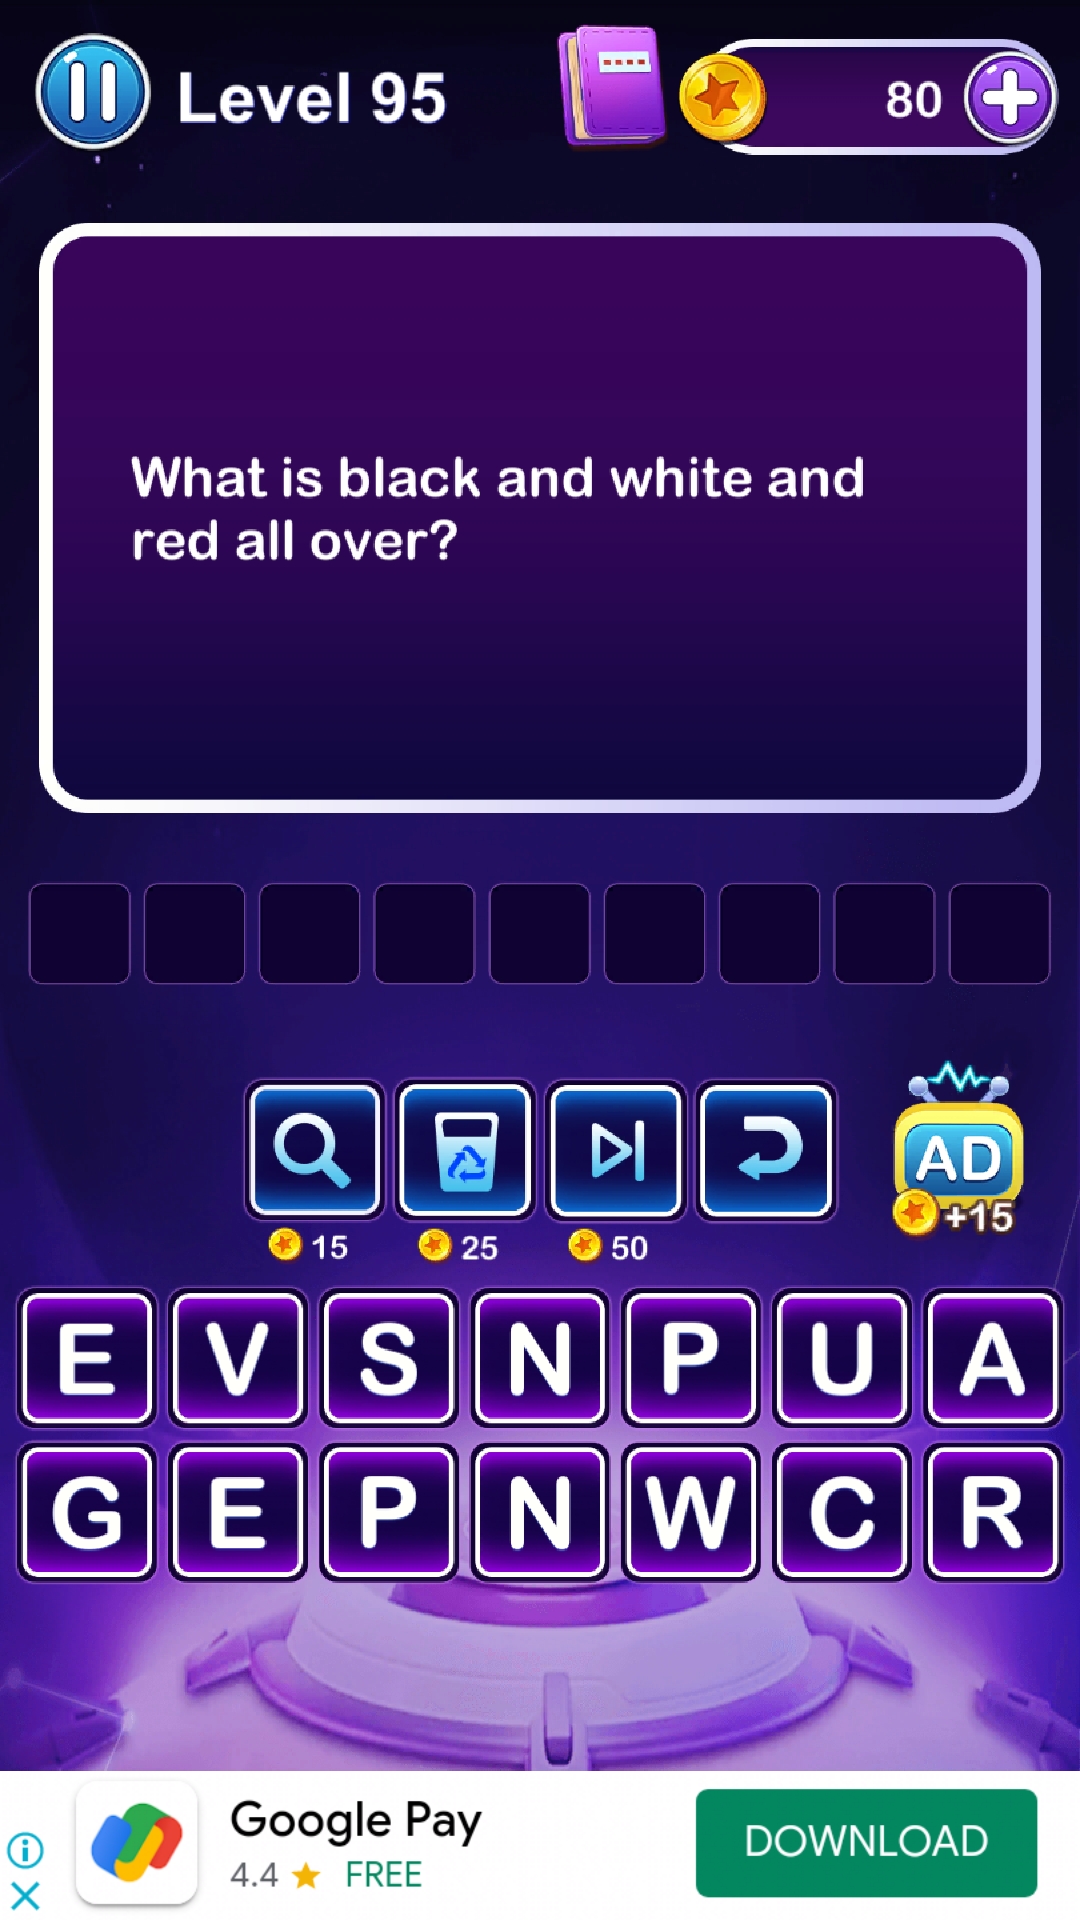 Level 95
80
What is black and white and
red all over?
AD
+15
15 25 50
E V S N P U A
G E P N W C R
Google Pay
4.4 FREE
DOWNLOAD